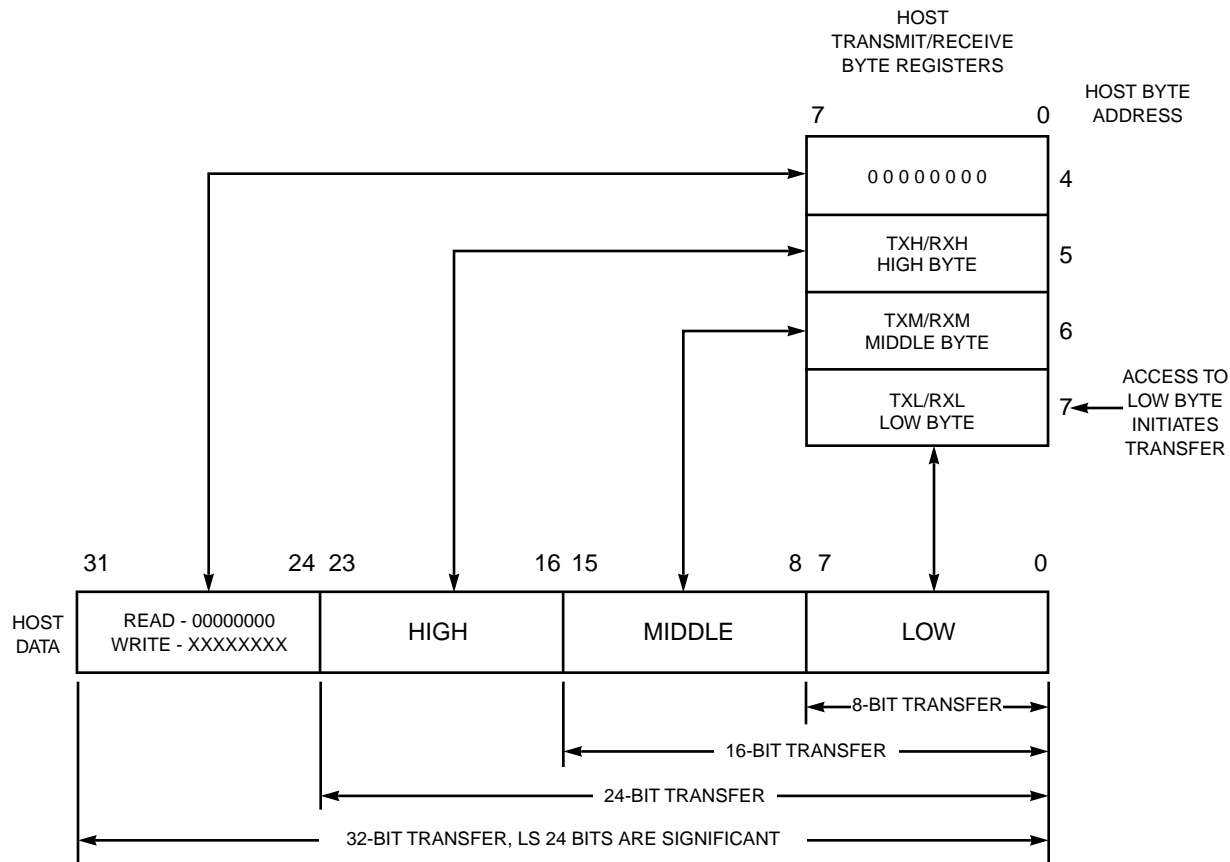 HOST
TRANSMIT/RECEIVE
BYTE REGISTERS
HOST BYTE
ADDRESS
7 0
0 0 0 0 0 0 0 0
4
TXH/RXH
HIGH BYTE
5
TXM/RXM
MIDDLE BYTE
6
TXL/RXL
LOW BYTE
7
ACCESS TO
LOW BYTE
INITIATES
TRANSFER
31 24 23 16 15 8 7 0
HOST
DATA
READ - 00000000
WRITE - XXXXXXXX
HIGH
MIDDLE
LOW
8-BIT TRANSFER
16-BIT TRANSFER
24-BIT TRANSFER
32-BIT TRANSFER, LS 24 BITS ARE SIGNIFICANT